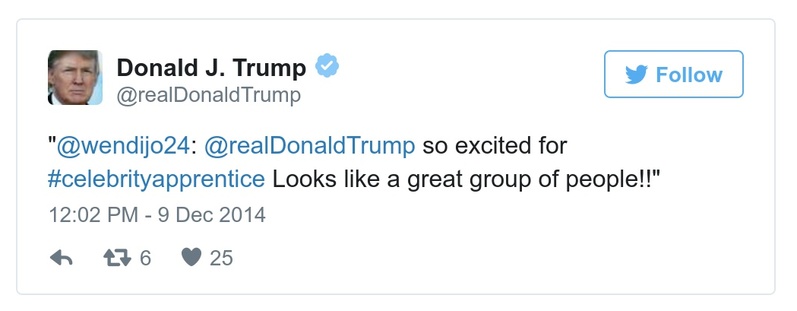 Donald J. Trump
@realDonaldTrump
Follow
"@wendijo24: @realDonaldTrump so excited for
#celebrityapprentice Looks like a great group of people!!"
12:02 PM - 9 Dec 2014
6 25